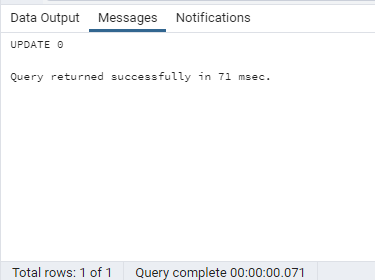 Data Output Messages Notifications
UPDATE 0
Query returned successfully in 71 msec.
Total rows: 1 of 1 Query complete 00:00:00.071